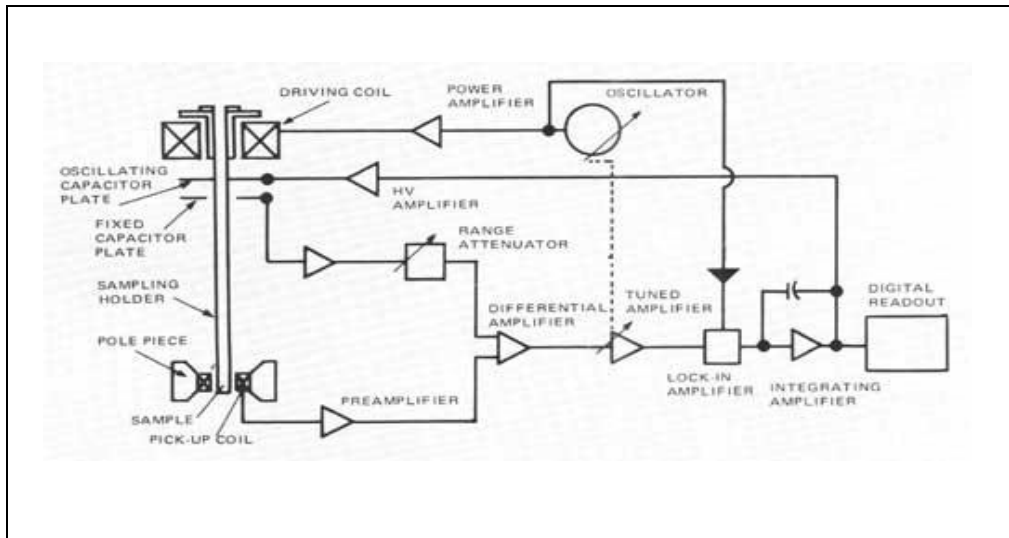 DRIVING COIL
POWER
AMPLIFIER
OSCILLATOR
OSCILLATING
CAPACITOR
PLATE
HV
AMPLIFIER
FIXED
CAPACITOR
PLATE
RANGE
ATTENUATOR
SAMPLING
HOLDER
DIFFERENTIAL
AMPLIFIER
TUNED
AMPLIFIER
DIGITAL
READOUT
POLE PIECE
LOCK-IN
AMPLIFIER
INTEGRATING
AMPLIFIER
PREAMPLIFIER
SAMPLE
PICK-UP COIL